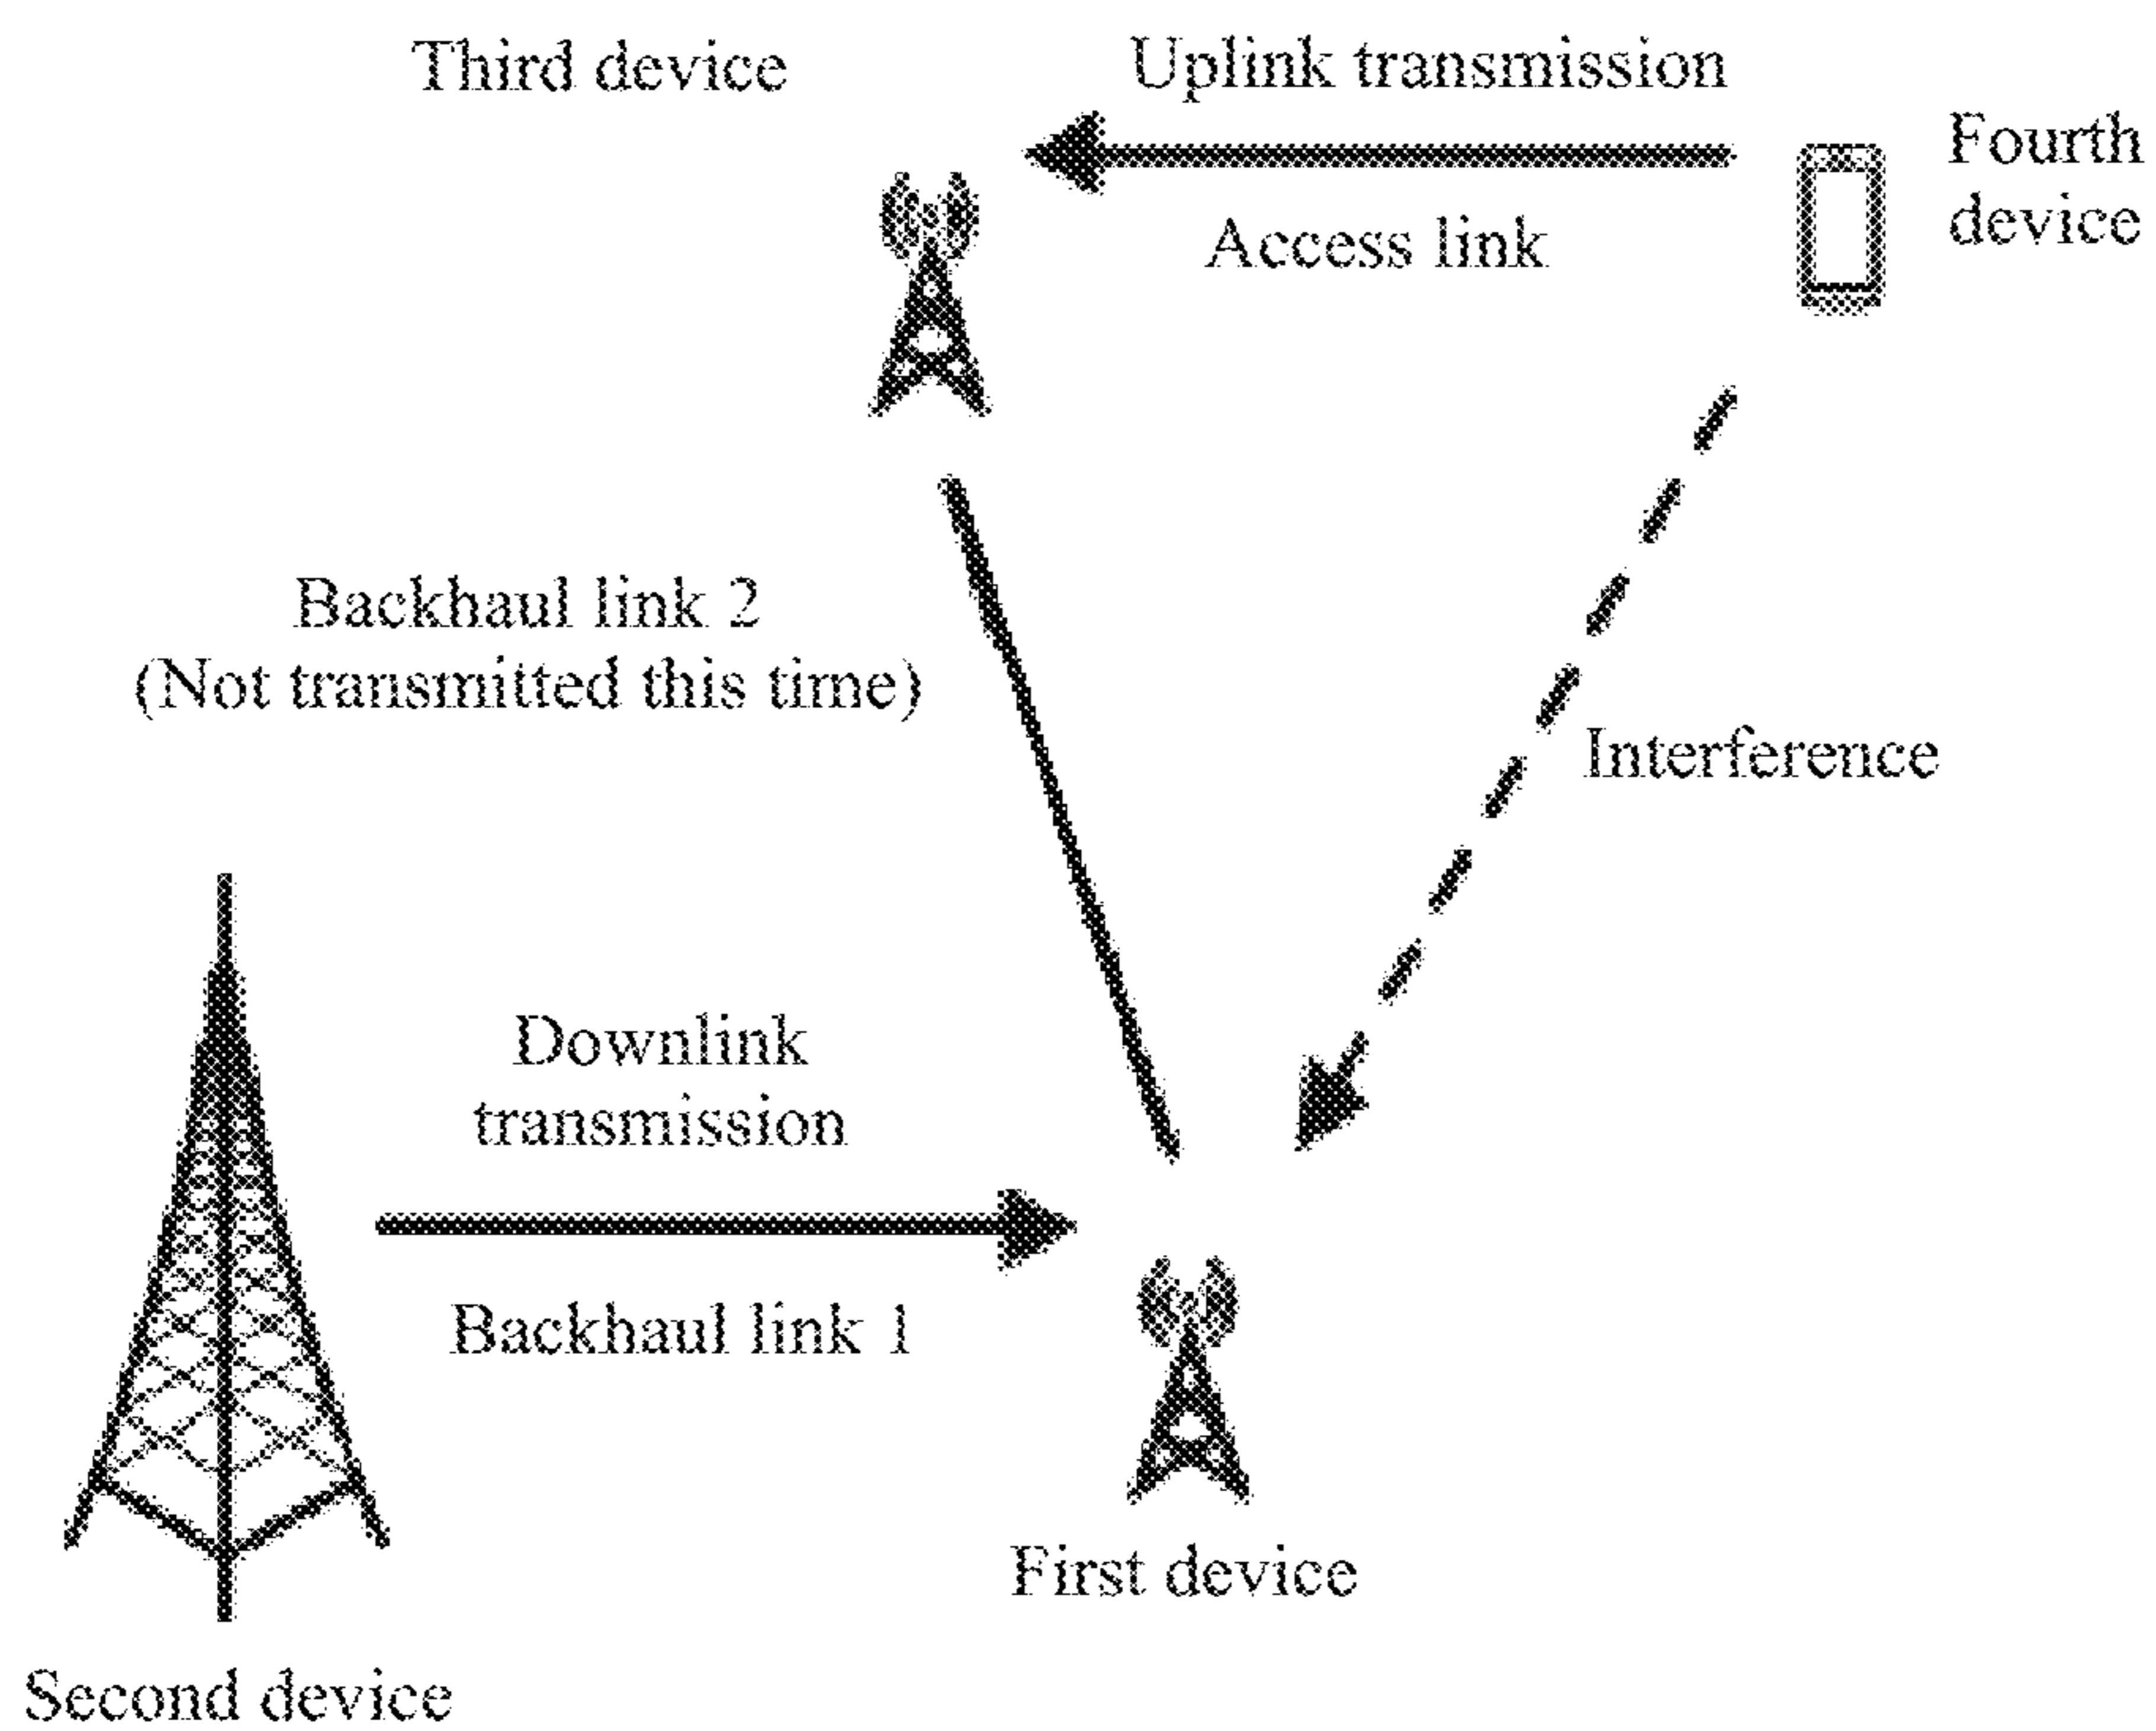 Third device
Uplink transmission
Fourth
device
Access link
Backhaul link 2
(Not transmitted this time)
Interference
Downlink
transmission
Backhaul link 1
First device
Second device